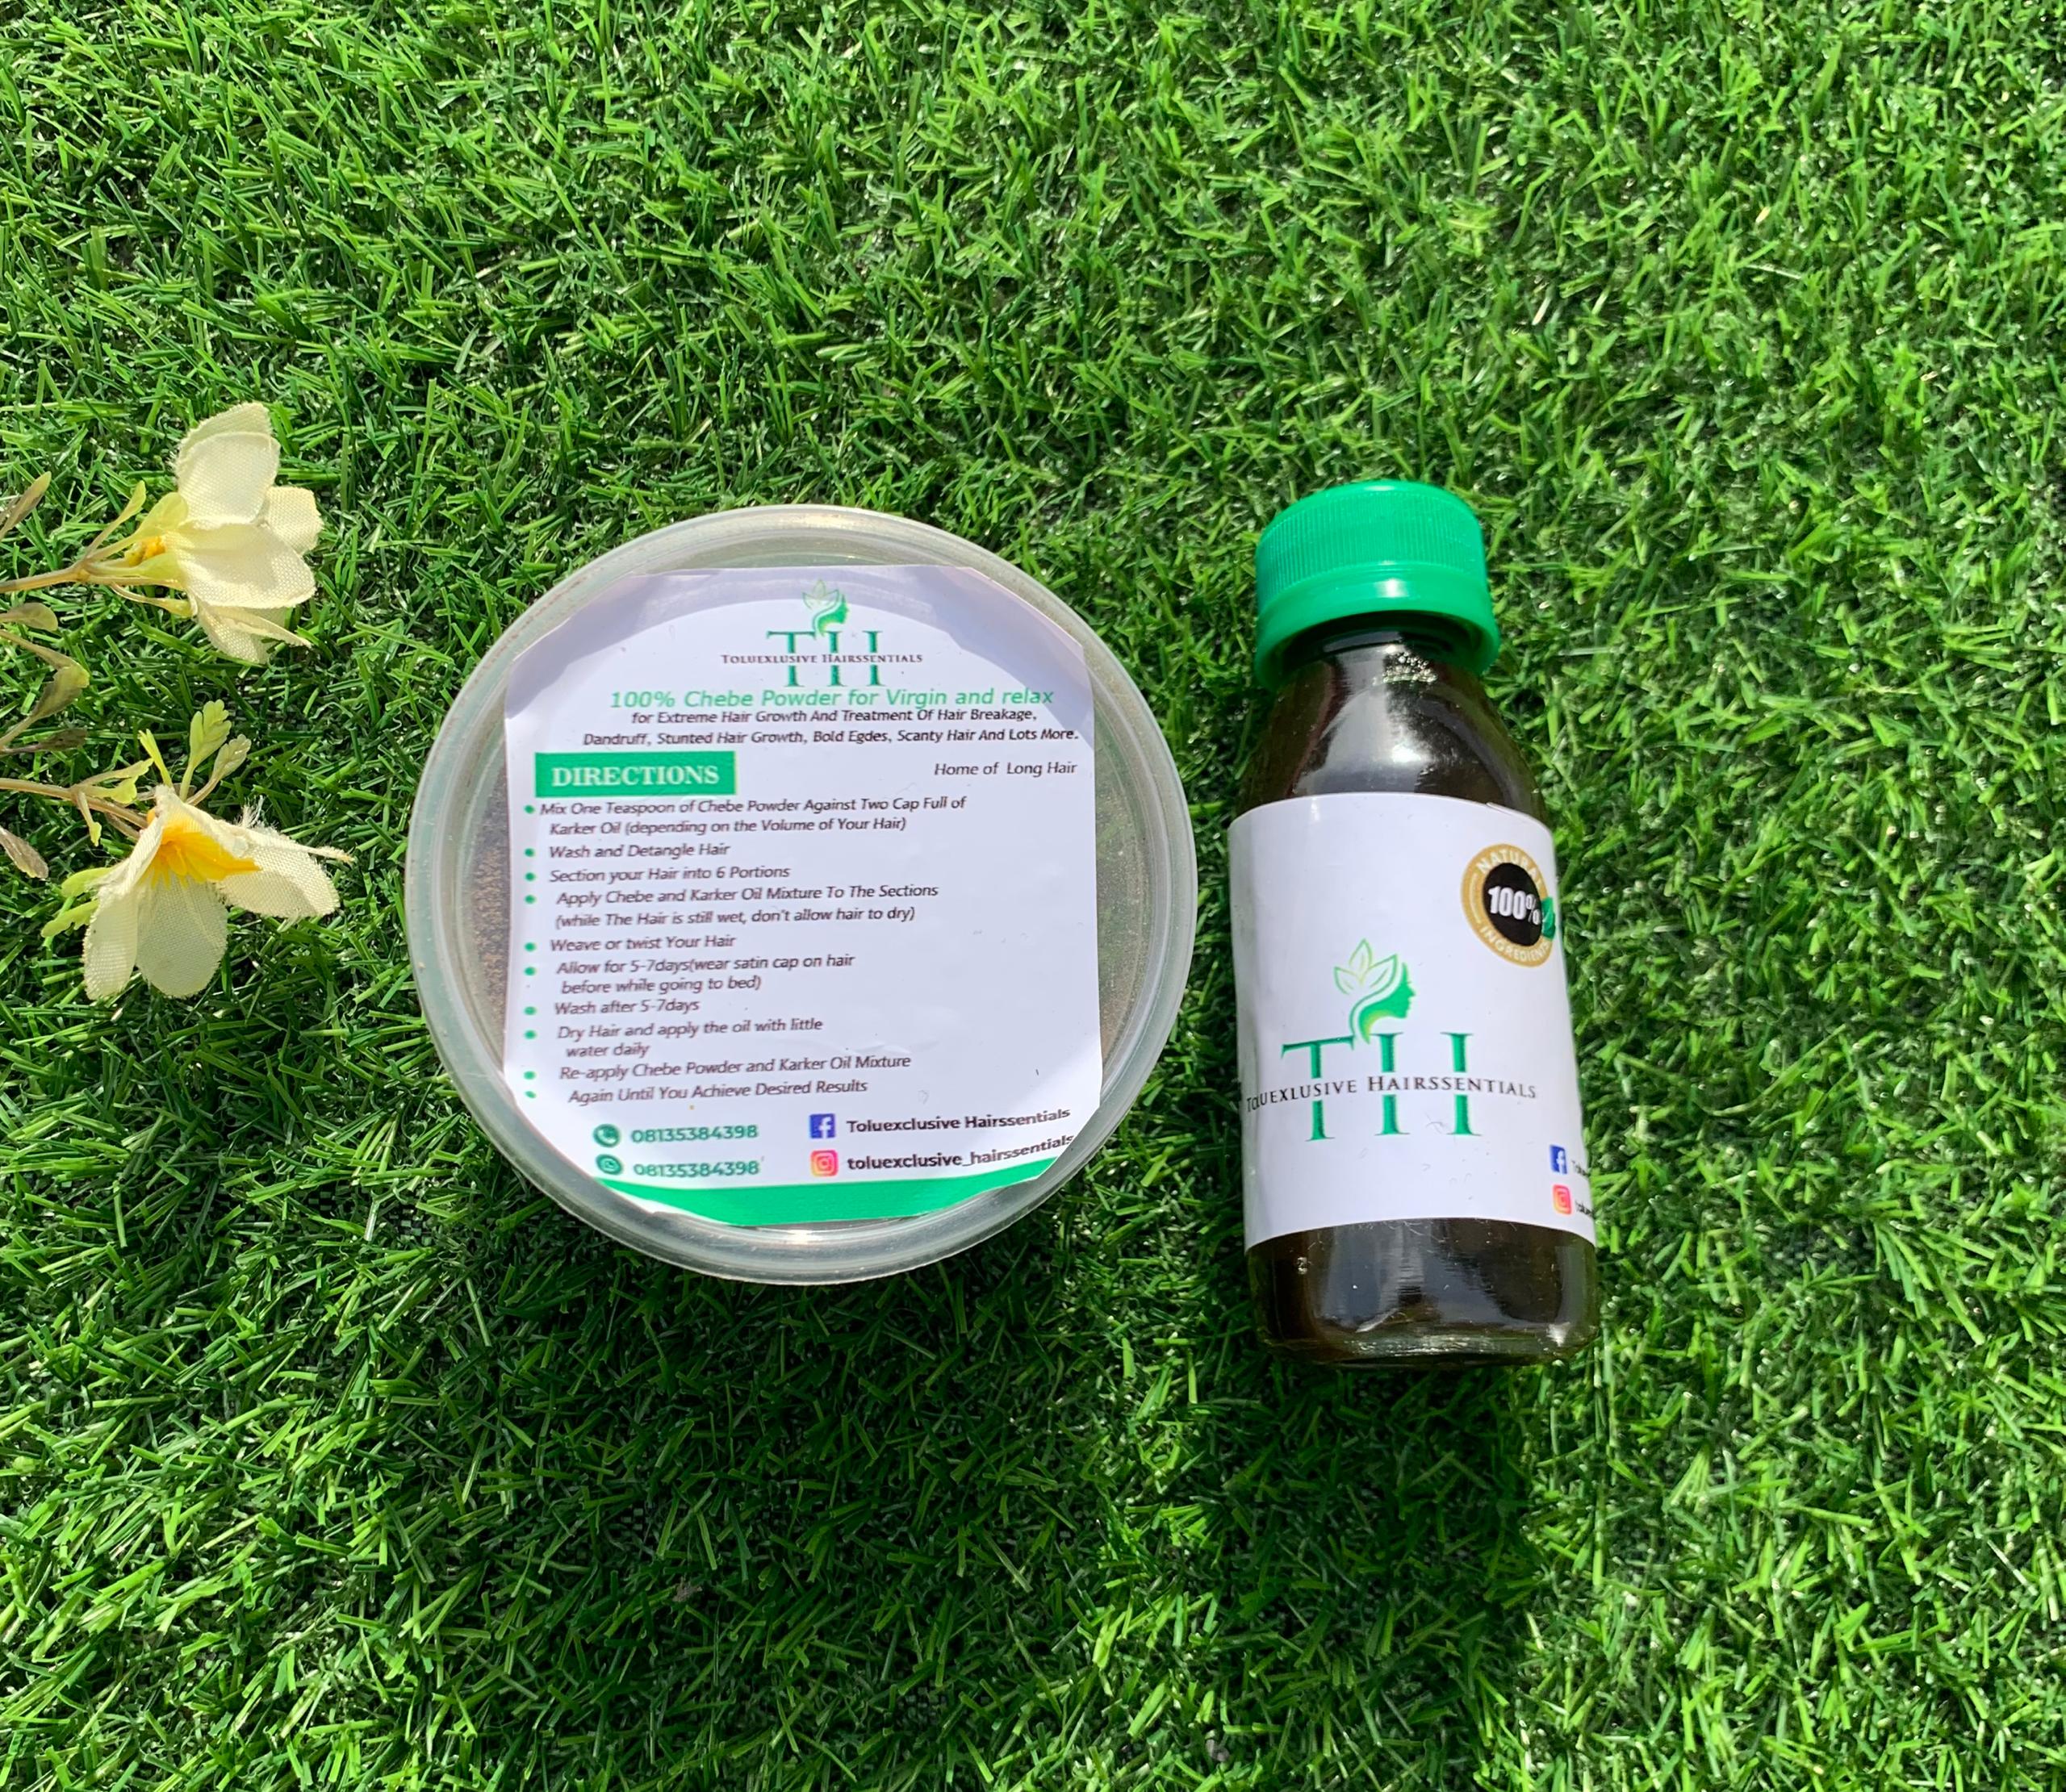 TH
TOLUEXLUSIVE HAIRSSENTIALS
100% Chebe Powder for Virgin and relax
for Extreme Hair Growth And Treatment Of Hair Breakage,
Dandruff, Stunted Hair Growth, Bold Egdes, Scanty Hair And Lots More.
DIRECTIONS
Home of Long Hair
Mix One Teaspoon of Chebe Powder Against Two Cap Full of
Karker Oil (depending on the Volume of Your Hair)
Wash and Detangle Hair
Section your Hair into 6 Portions
Apply Chebe and Karker Oil Mixture To The Sections
(while The Hair is still wet, don't allow hair to dry)
Weave or twist Your Hair
Allow for 5-7days(wear satin cap on hair
before while going to bed)
Wash after 5-7days
Dry Hair and apply the oil with little
water daily
Re-apply Chebe Powder and Karker Oil Mixture
Again Until You Achieve Desired Results
08135384398
Toluexclusive Hairssentials
08135384398
toluexclusive_hairssentials
NATURAL
100%
TH
TOLUEXLUSIVE HAIRSSENTIALS